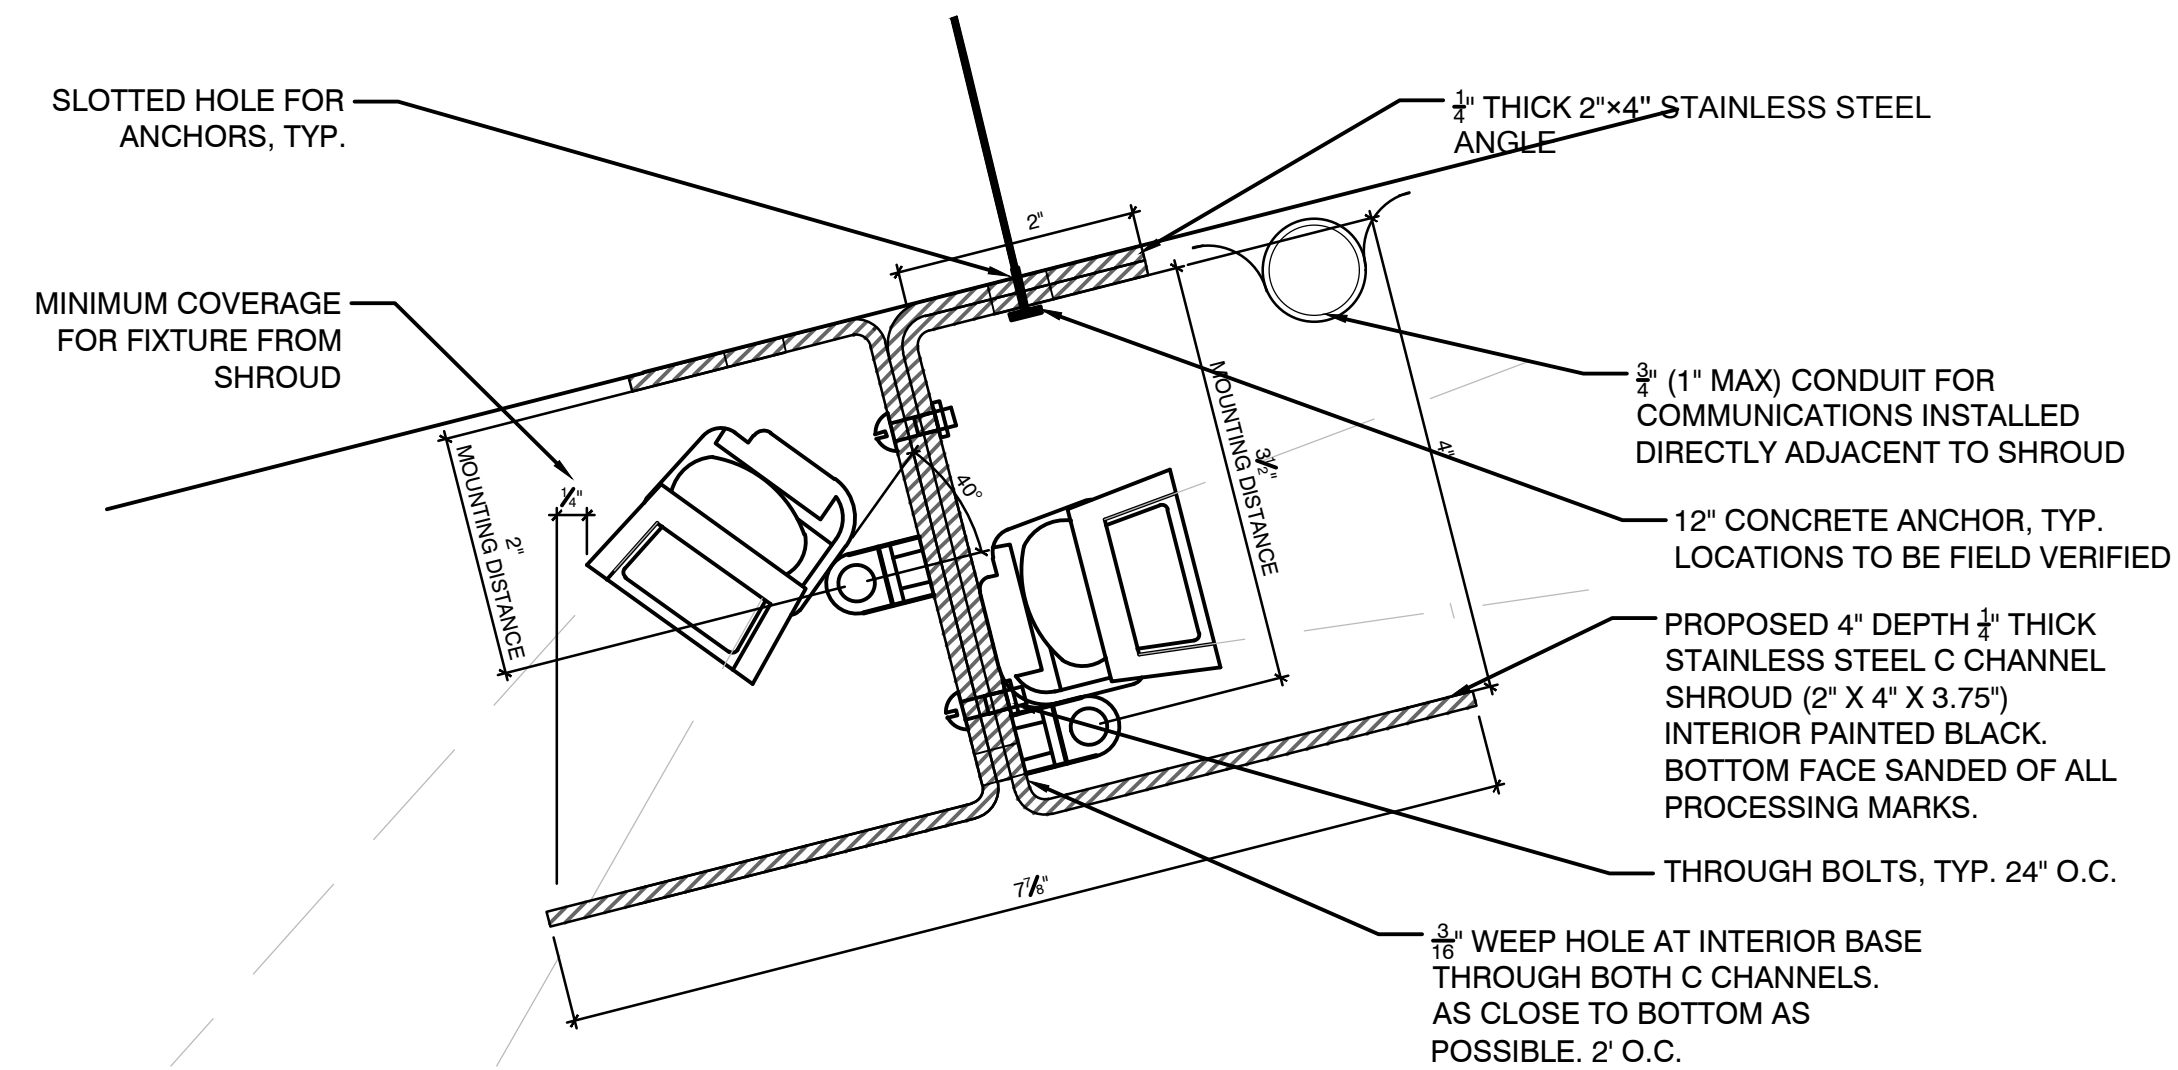 SLOTTED HOLE FOR
ANCHORS, TYP.
MINIMUM COVERAGE
FOR FIXTURE FROM
SHROUD
1/4"
2"
MOUNTING DISTANCE
2"
40°
3 1/2"
MOUNTING DISTANCE
4"
7 7/8"
1/4" THICK 2"×4" STAINLESS STEEL
ANGLE
3/4" (1" MAX) CONDUIT FOR
COMMUNICATIONS INSTALLED
DIRECTLY ADJACENT TO SHROUD
12" CONCRETE ANCHOR, TYP.
LOCATIONS TO BE FIELD VERIFIED
PROPOSED 4" DEPTH 1/4" THICK
STAINLESS STEEL C CHANNEL
SHROUD (2" X 4" X 3.75")
INTERIOR PAINTED BLACK.
BOTTOM FACE SANDED OF ALL
PROCESSING MARKS.
THROUGH BOLTS, TYP. 24" O.C.
3/16" WEEP HOLE AT INTERIOR BASE
THROUGH BOTH C CHANNELS.
AS CLOSE TO BOTTOM AS
POSSIBLE. 2' O.C.